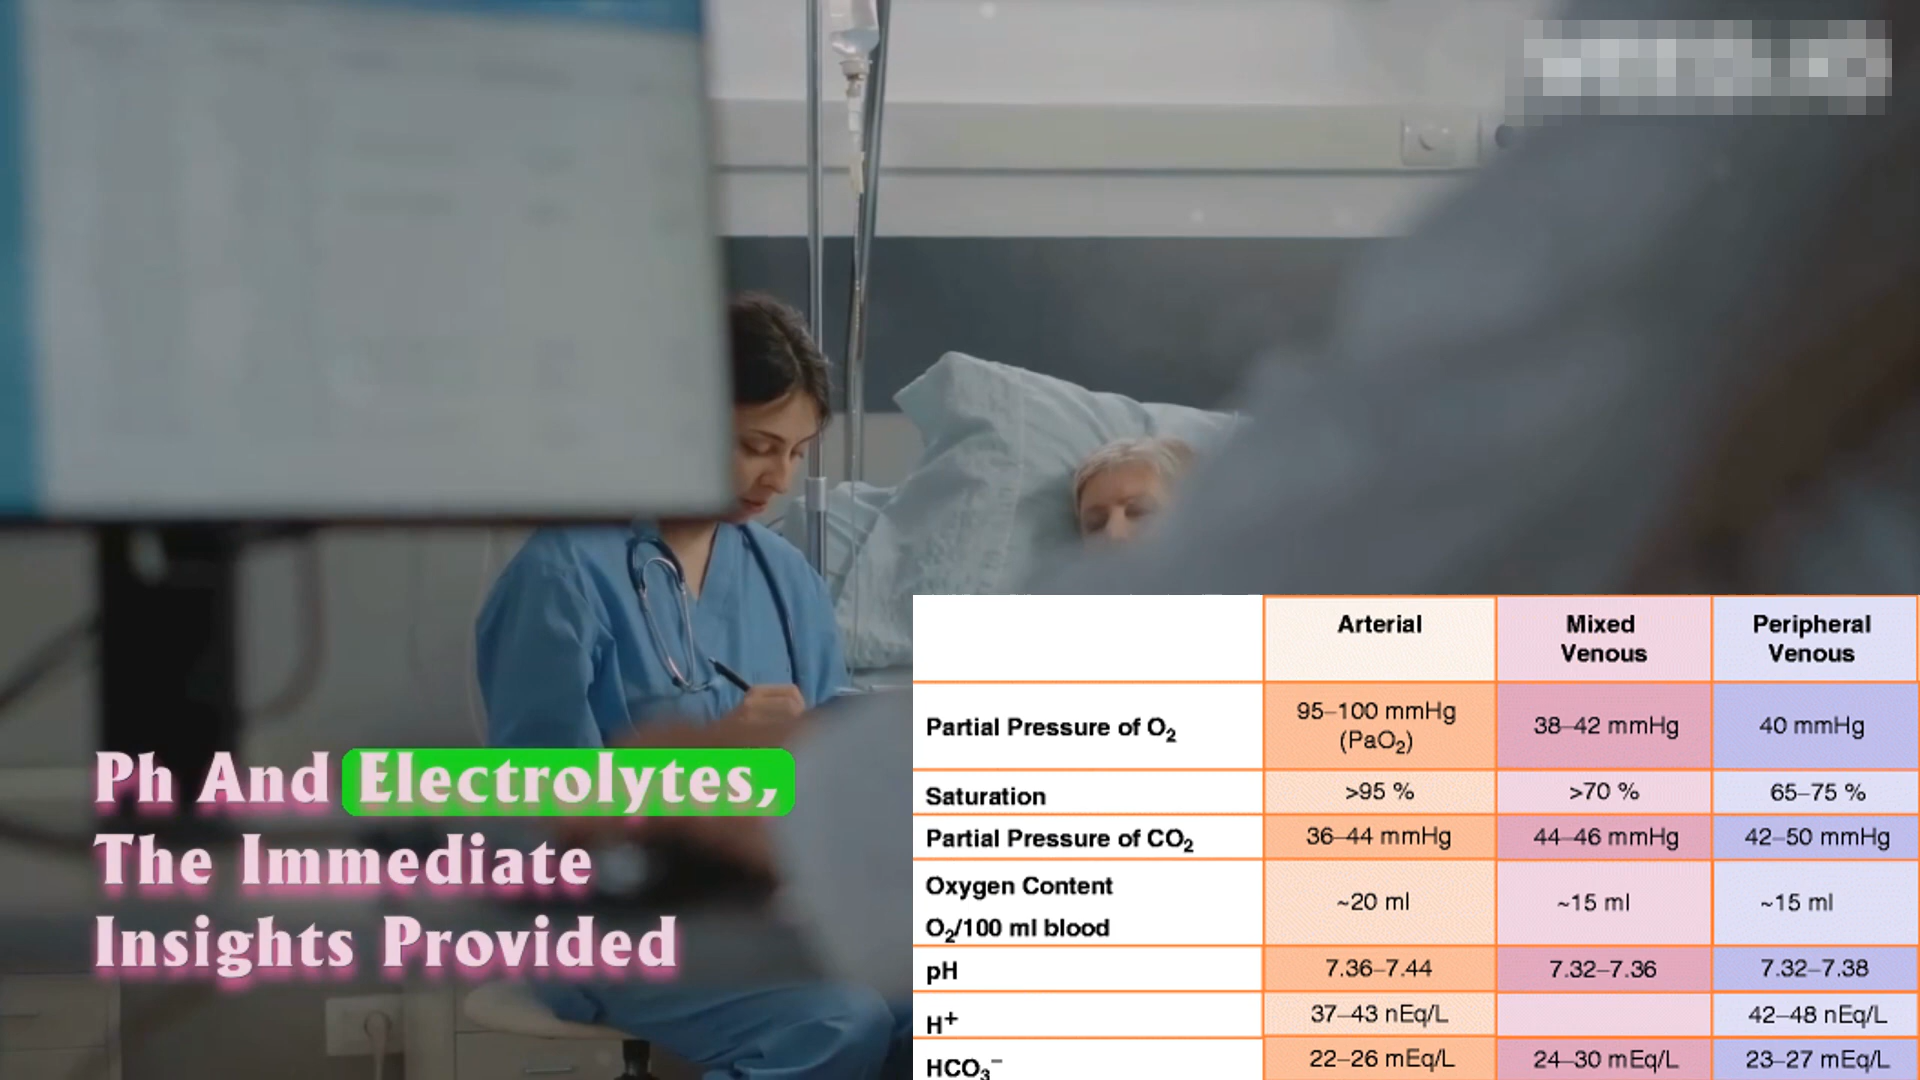 Ph And Electrolytes,
The Immediate
Insights Provided
Arterial
Mixed Venous
Peripheral Venous
Partial Pressure of O₂
95–100 mmHg (PaO₂)
38–42 mmHg
40 mmHg
Saturation
>95 %
>70 %
65–75 %
Partial Pressure of CO₂
36–44 mmHg
44–46 mmHg
42–50 mmHg
Oxygen Content
O₂/100 ml blood
~20 ml
~15 ml
~15 ml
pH
7.36–7.44
7.32–7.36
7.32–7.38
H⁺
37–43 nEq/L
42–48 nEq/L
HCO₃⁻
22–26 mEq/L
24–30 mEq/L
23–27 mEq/L